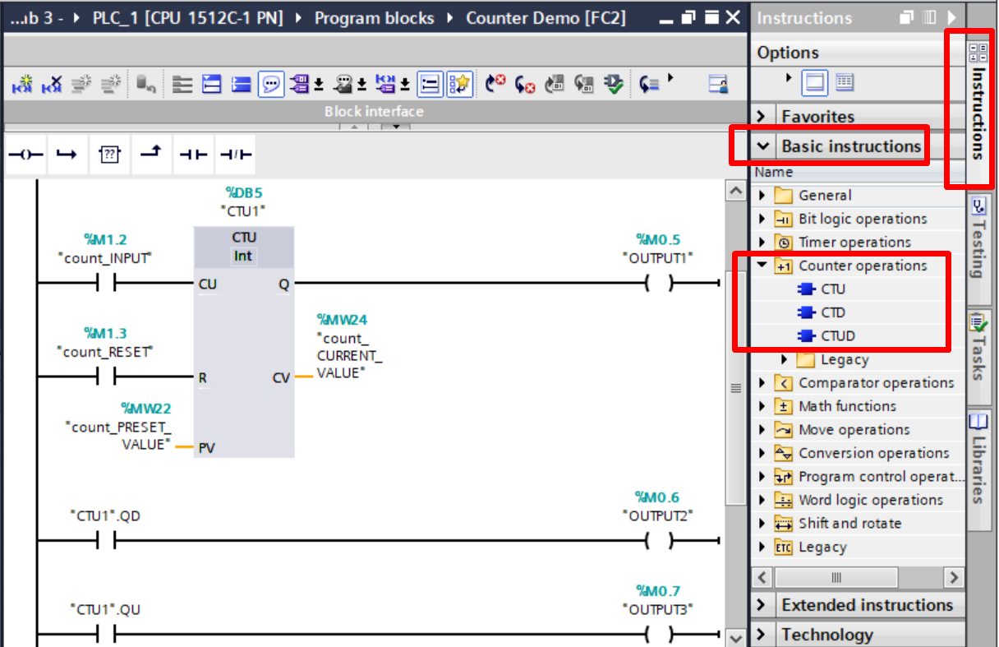 ...ıb 3 - PLC_1 [CPU 1512C-1 PN] Program blocks Counter Demo [FC2]
Block interface
??
%DB5
"CTU1"
CTU
Int
%M1.2
"count_INPUT"
CU
Q
%M0.5
"OUTPUT1"
%M1.3
"count_RESET"
R
CV
%MW24
"count_
CURRENT_
VALUE"
%MW22
"count_PRESET_
VALUE"
PV
"CTU1".QD
%M0.6
"OUTPUT2"
"CTU1".QU
%M0.7
"OUTPUT3"
Instructions
Options
Favorites
Basic instructions
Name
General
Bit logic operations
Timer operations
+1 Counter operations
CTU
CTD
CTUD
Legacy
Comparator operations
Math functions
Move operations
Conversion operations
Program control operat...
Word logic operations
Shift and rotate
ETC Legacy
Extended instructions
Technology
Instructions
Testing
Tasks
Libraries